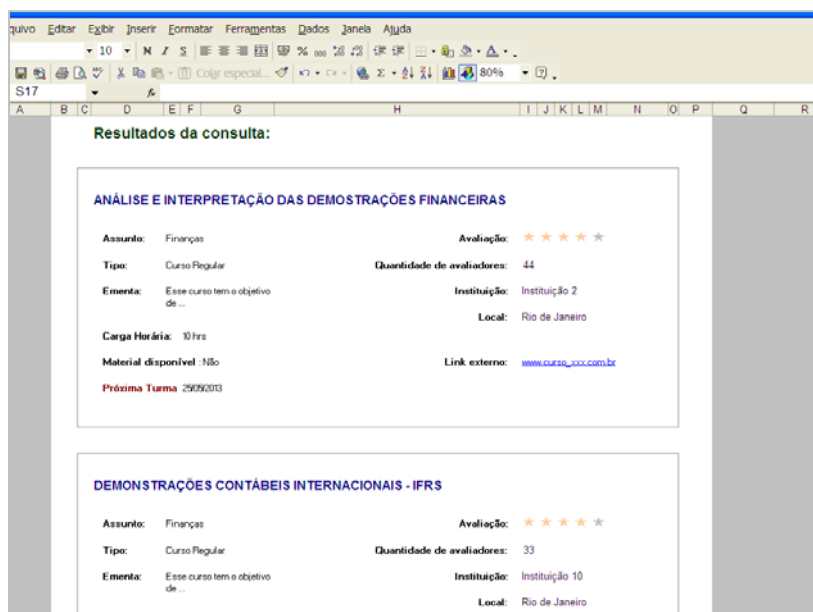 quivo Editar Exibir Inserir Formatar Ferramentas Dados Janela Ajuda
10 N I S % 000
Colar especial... Σ 80%
S17 fx
A B C D E F G H I J K L M N O P Q R
Resultados da consulta:
ANÁLISE E INTERPRETAÇÃO DAS DEMOSTRAÇÕES FINANCEIRAS
Assunto: Finanças Avaliação:
Tipo: Curso Regular Quantidade de avaliadores: 44
Ementa: Esse curso tem o objetivo Instituição: Instituição 2
de ...
Local: Rio de Janeiro
Carga Horária: 10 hrs
Material disponível : Não Link externo: www.curso_xxx.com.br
Próxima Turma 25/05/2013
DEMONSTRAÇÕES CONTÁBEIS INTERNACIONAIS - IFRS
Assunto: Finanças Avaliação:
Tipo: Curso Regular Quantidade de avaliadores: 33
Ementa: Esse curso tem o objetivo Instituição: Instituição 10
de ...
Local: Rio de Janeiro